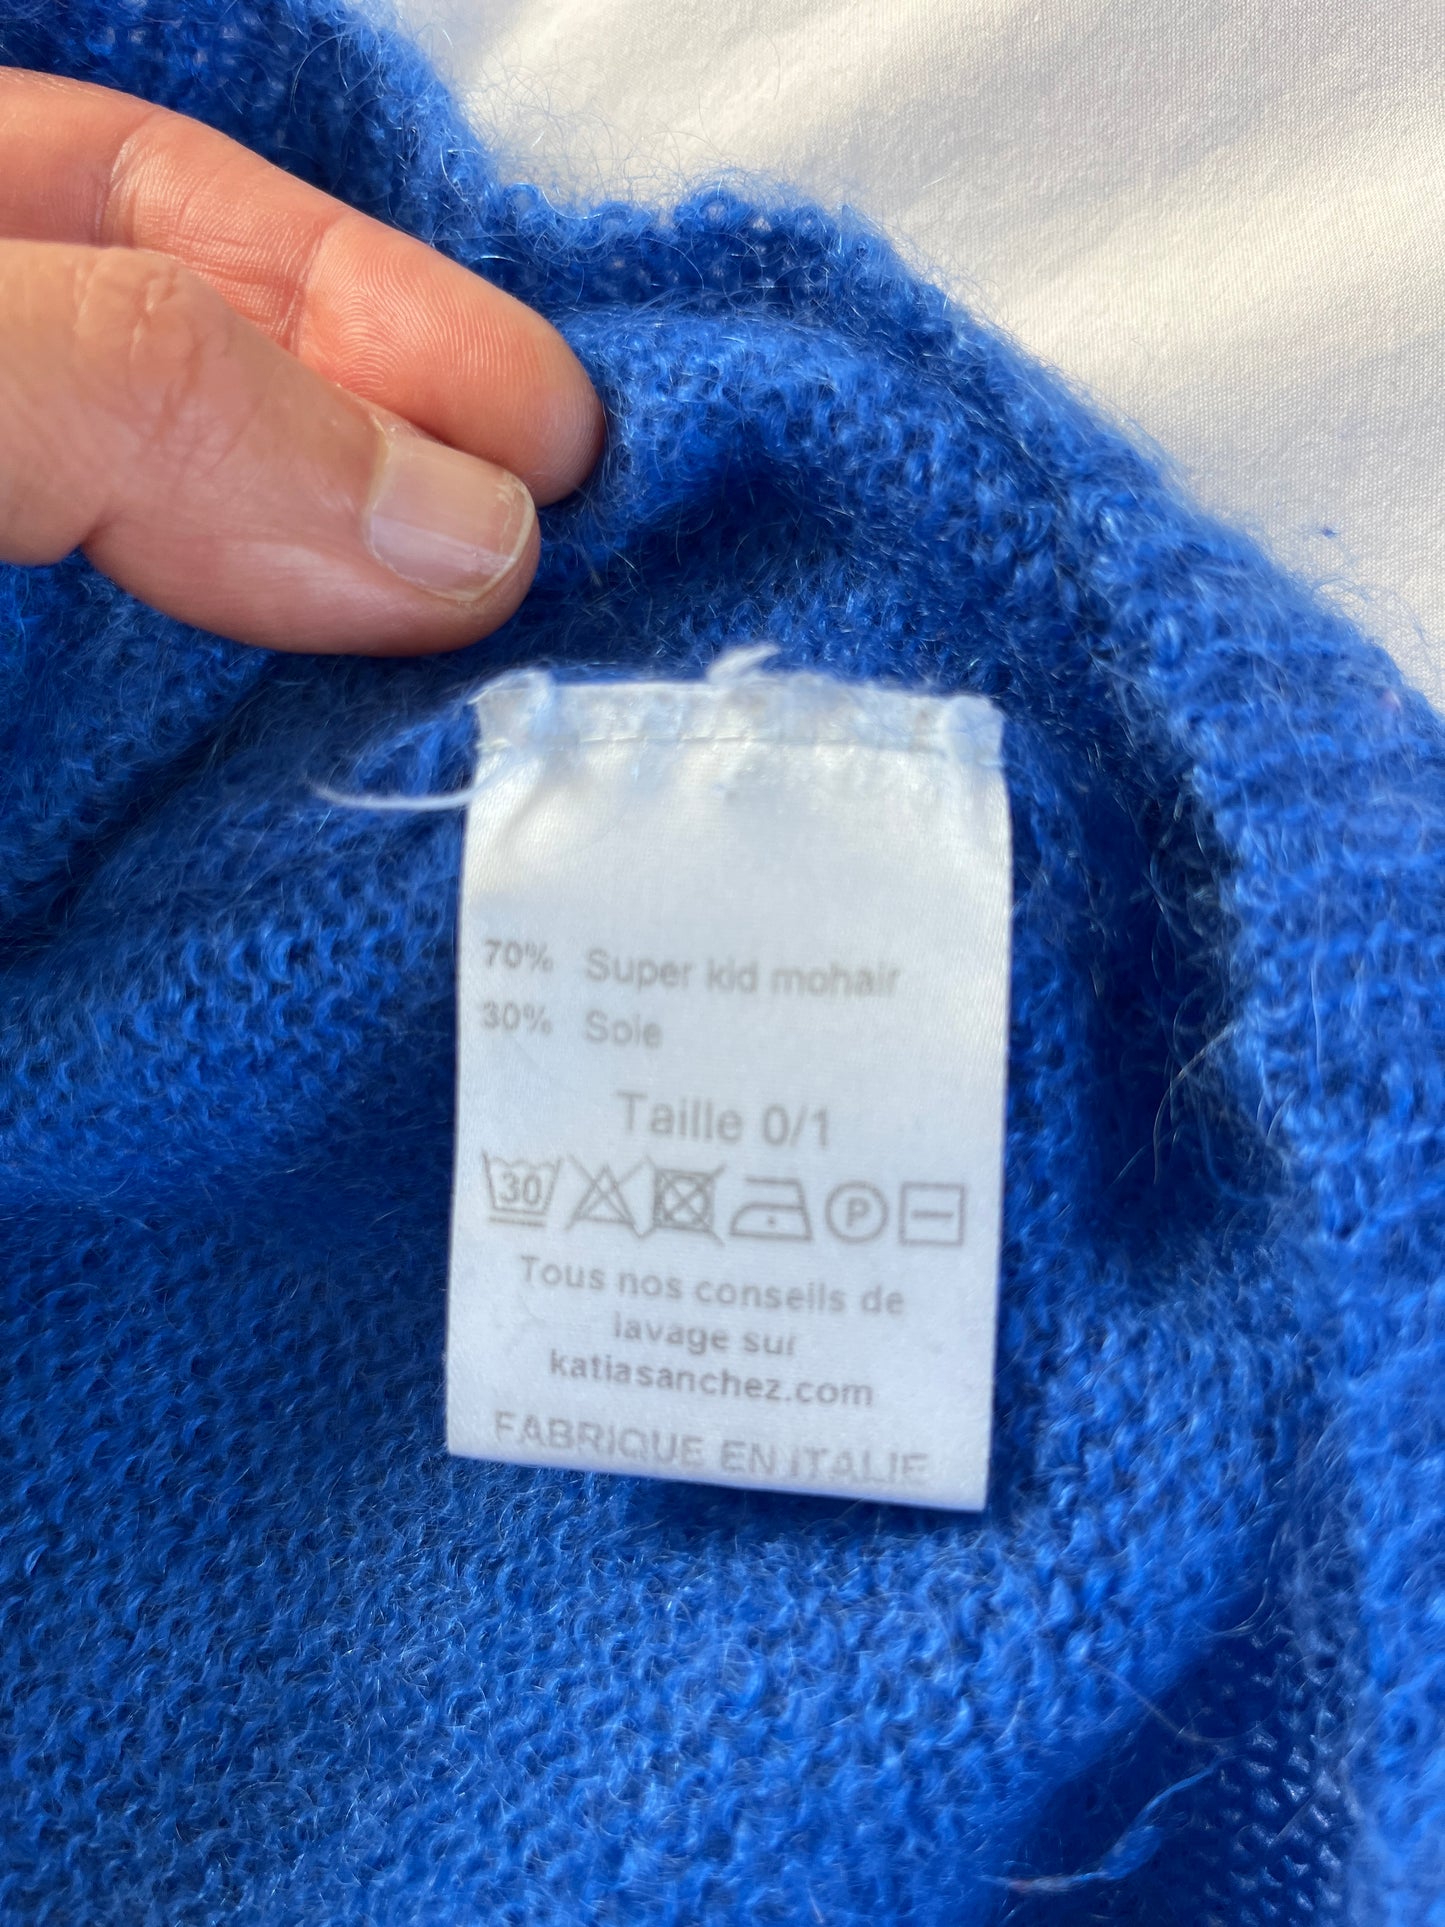 70% Super kid mohair
30% Soie
Taille 0/1
30 P
Tous nos conseils de
lavage sur
katiasanchez.com
FABRIQUE EN ITALIE